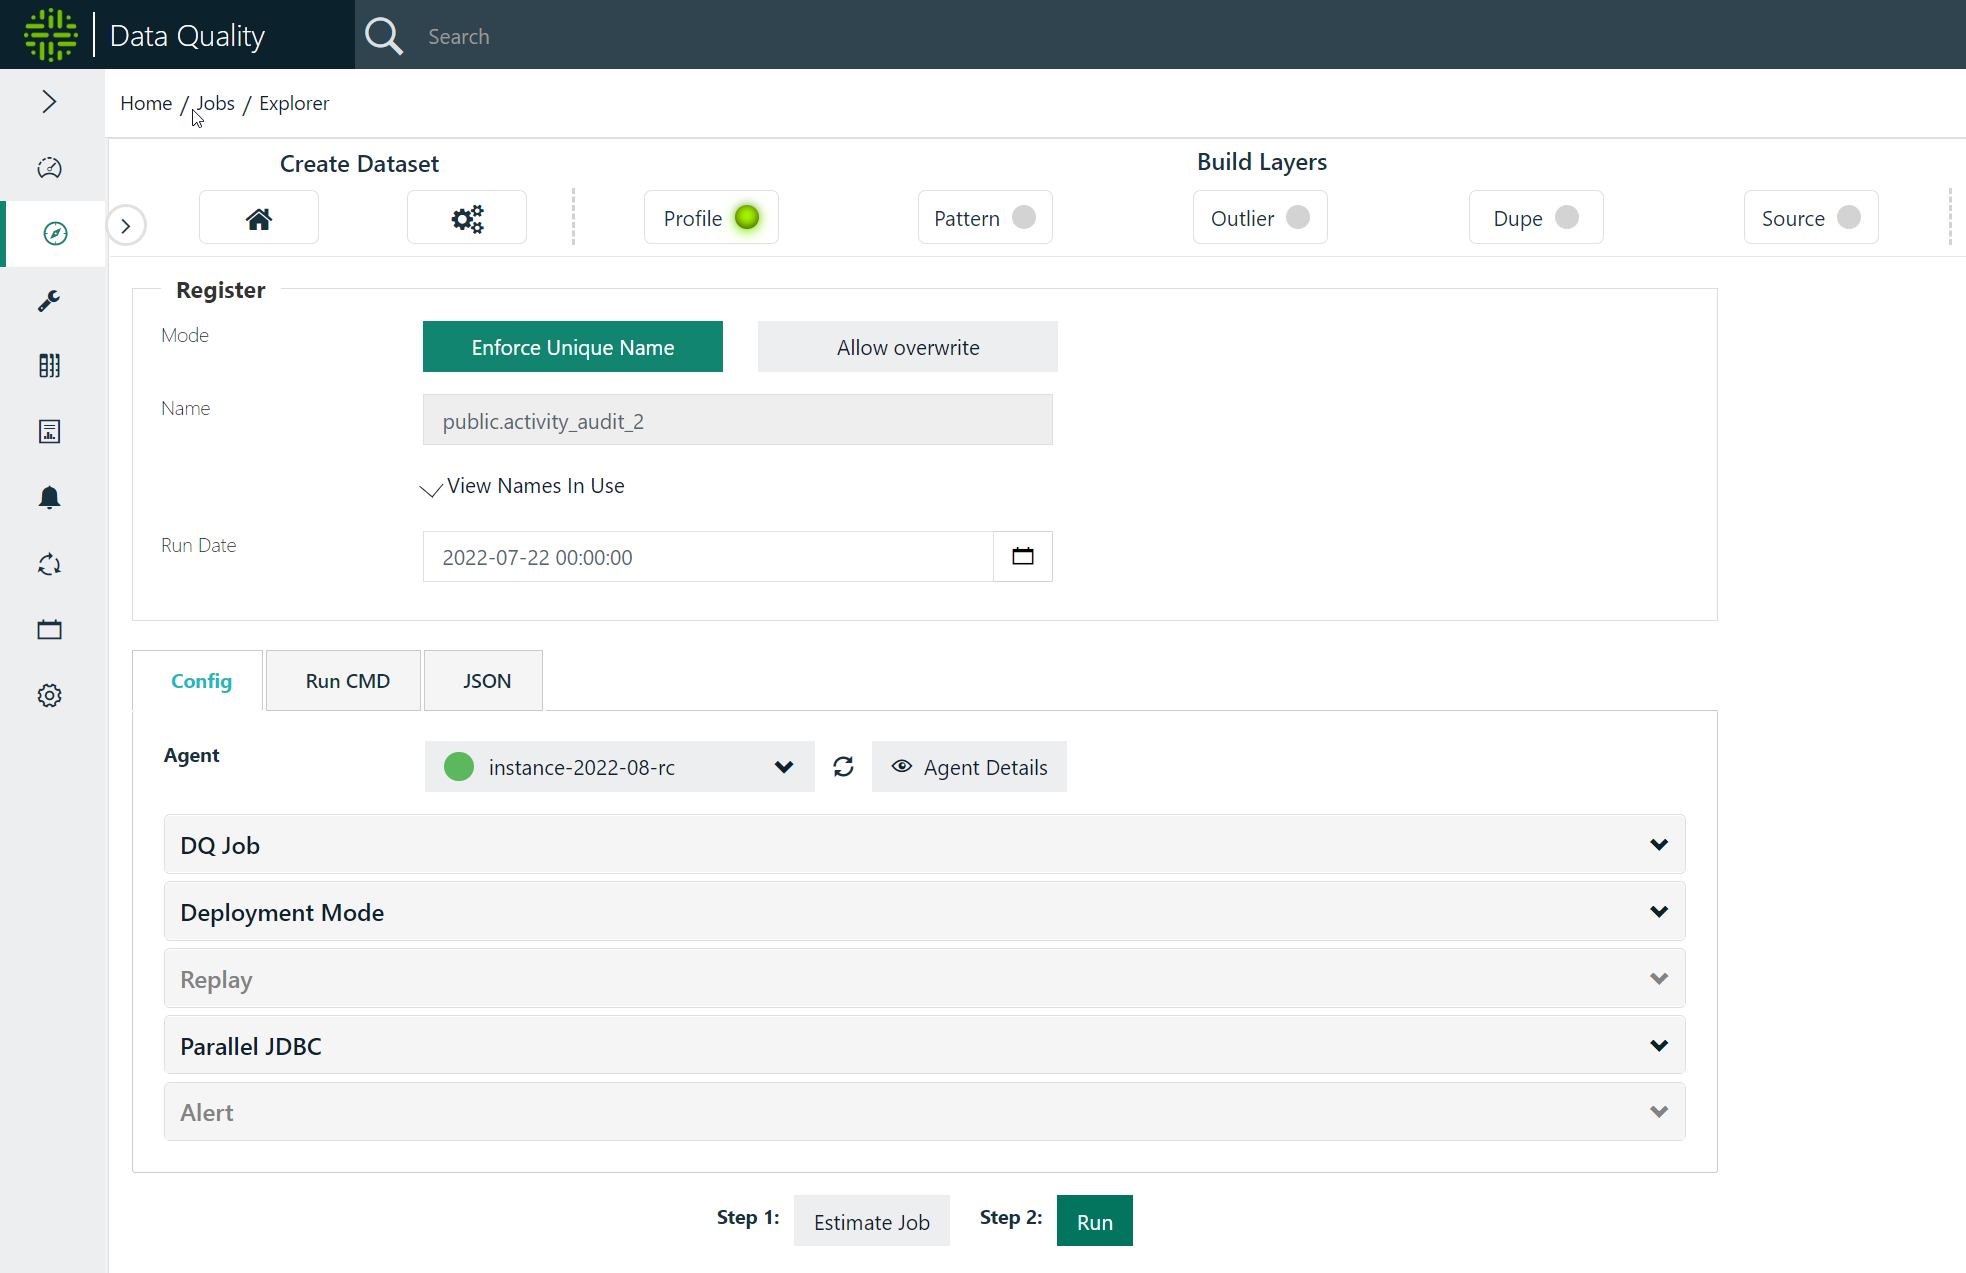 Data Quality
Search
Home / Jobs / Explorer
Create Dataset
Build Layers
Profile
Pattern
Outlier
Dupe
Source
Register
Mode
Enforce Unique Name
Allow overwrite
Name
public.activity_audit_2
View Names In Use
Run Date
2022-07-22 00:00:00
Config
Run CMD
JSON
Agent
instance-2022-08-rc
Agent Details
DQ Job
Deployment Mode
Replay
Parallel JDBC
Alert
Step 1:
Estimate Job
Step 2:
Run